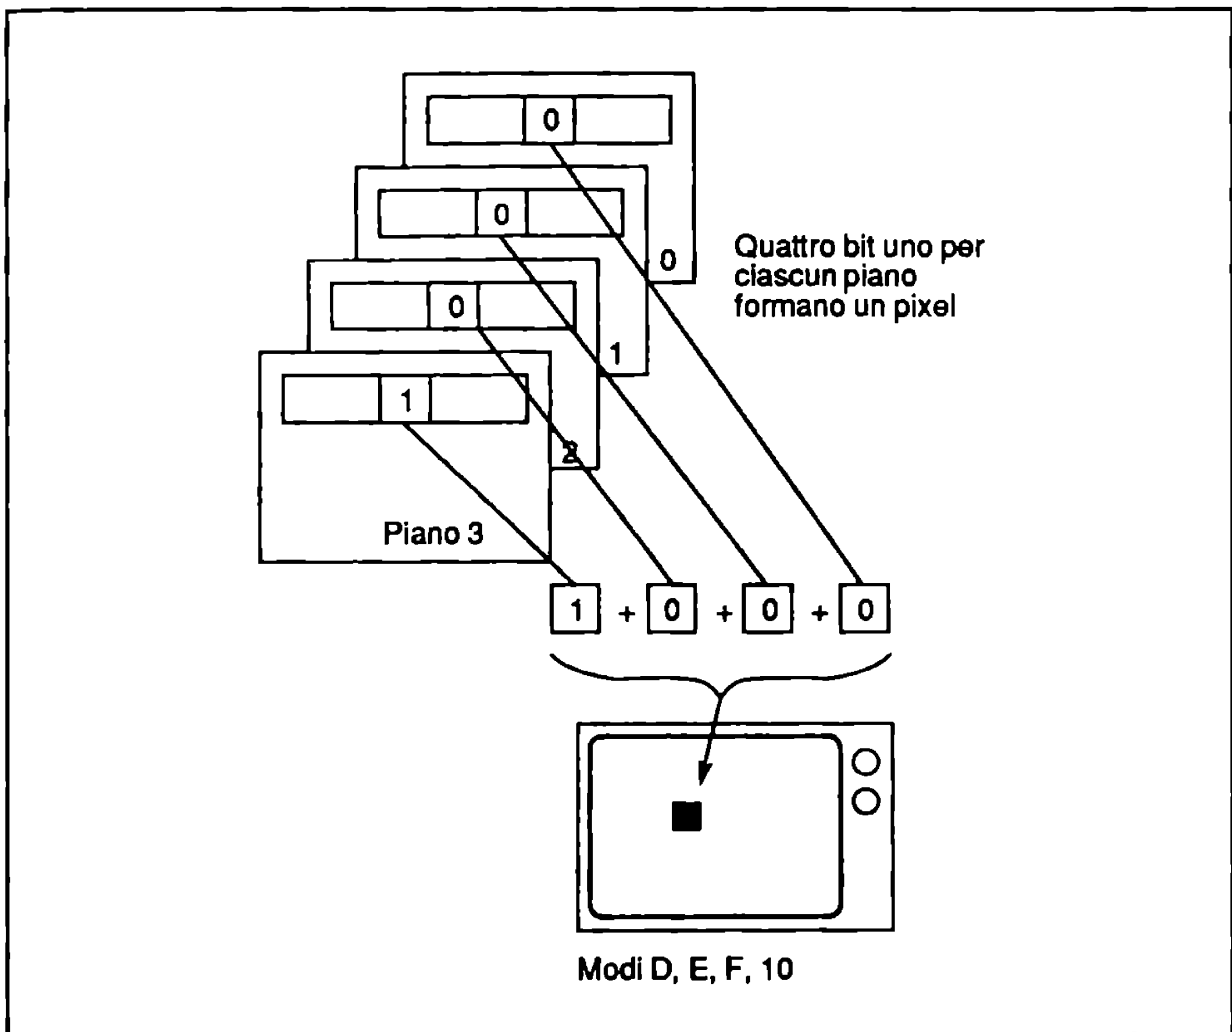 0
0
0
Quattro bit uno per
ciascun piano
formano un pixel
0
1
1
2
Piano 3
1 + 0 + 0 + 0
Modi D, E, F, 10